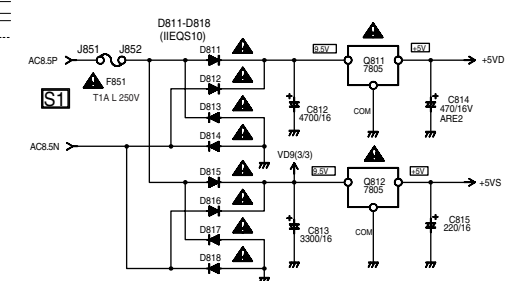 D811-D818
(IIEQS10)
J851 J852 D811 9.5V +5V
AC8.5P Q811 +5VD
7805
F851 D812
T1A L 250V
S1
D813 C812 COM C814
4700/16 470/16V
ARE2
D814
AC8.5N
VD9(3/3)
D815 9.5V +5V
Q812 +5VS
7805
D816
C813 COM C815
3300/16 220/16
D817
D818